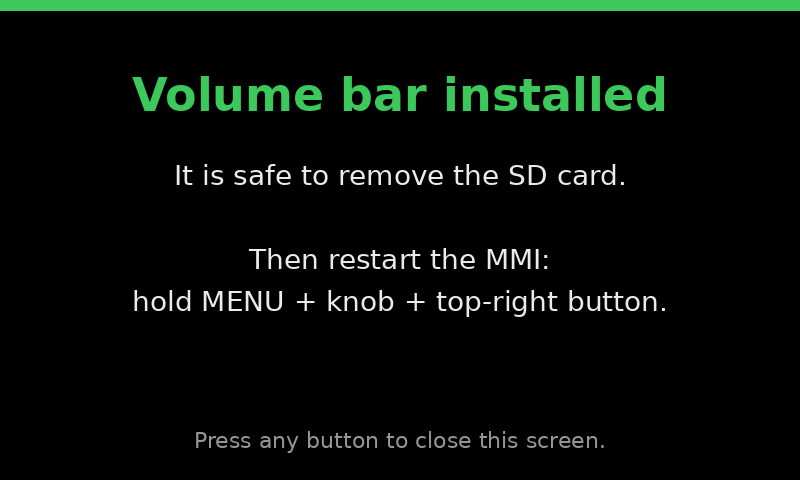 Volume bar installed
It is safe to remove the SD card.
Then restart the MMI:
hold MENU + knob + top-right button.
Press any button to close this screen.